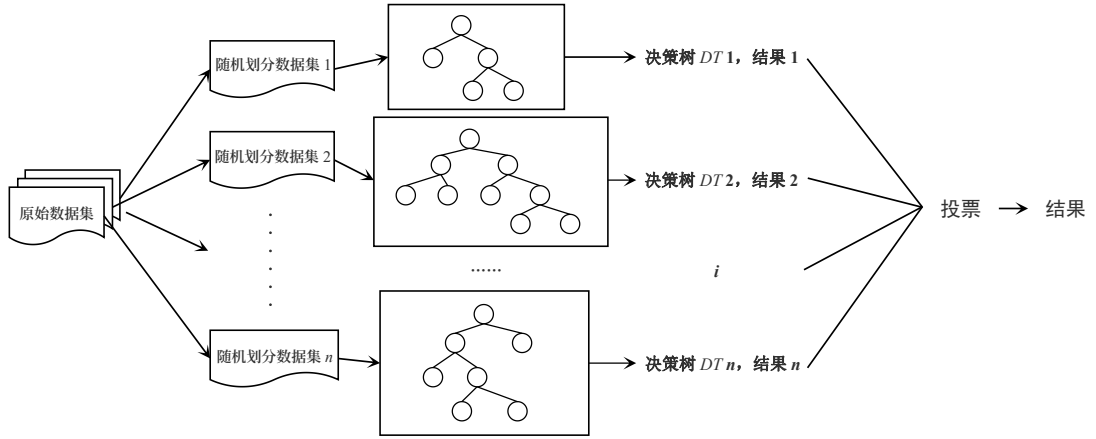 随机划分数据集 1
决策树 DT 1，结果 1
随机划分数据集 2
决策树 DT 2，结果 2
原始数据集
投票
结果
......
i
随机划分数据集 n
决策树 DT n，结果 n